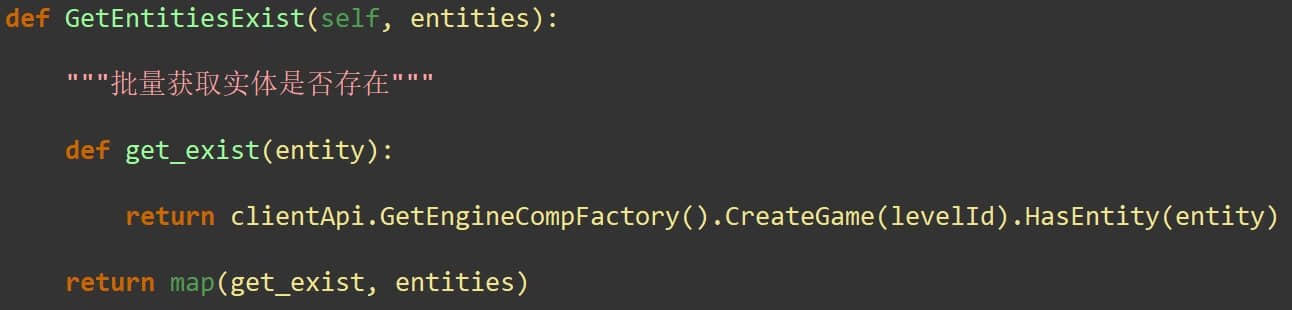 def GetEntitiesExist(self, entities):
    """批量获取实体是否存在"""
    def get_exist(entity):
        return clientApi.GetEngineCompFactory().CreateGame(levelId).HasEntity(entity)
    return map(get_exist, entities)